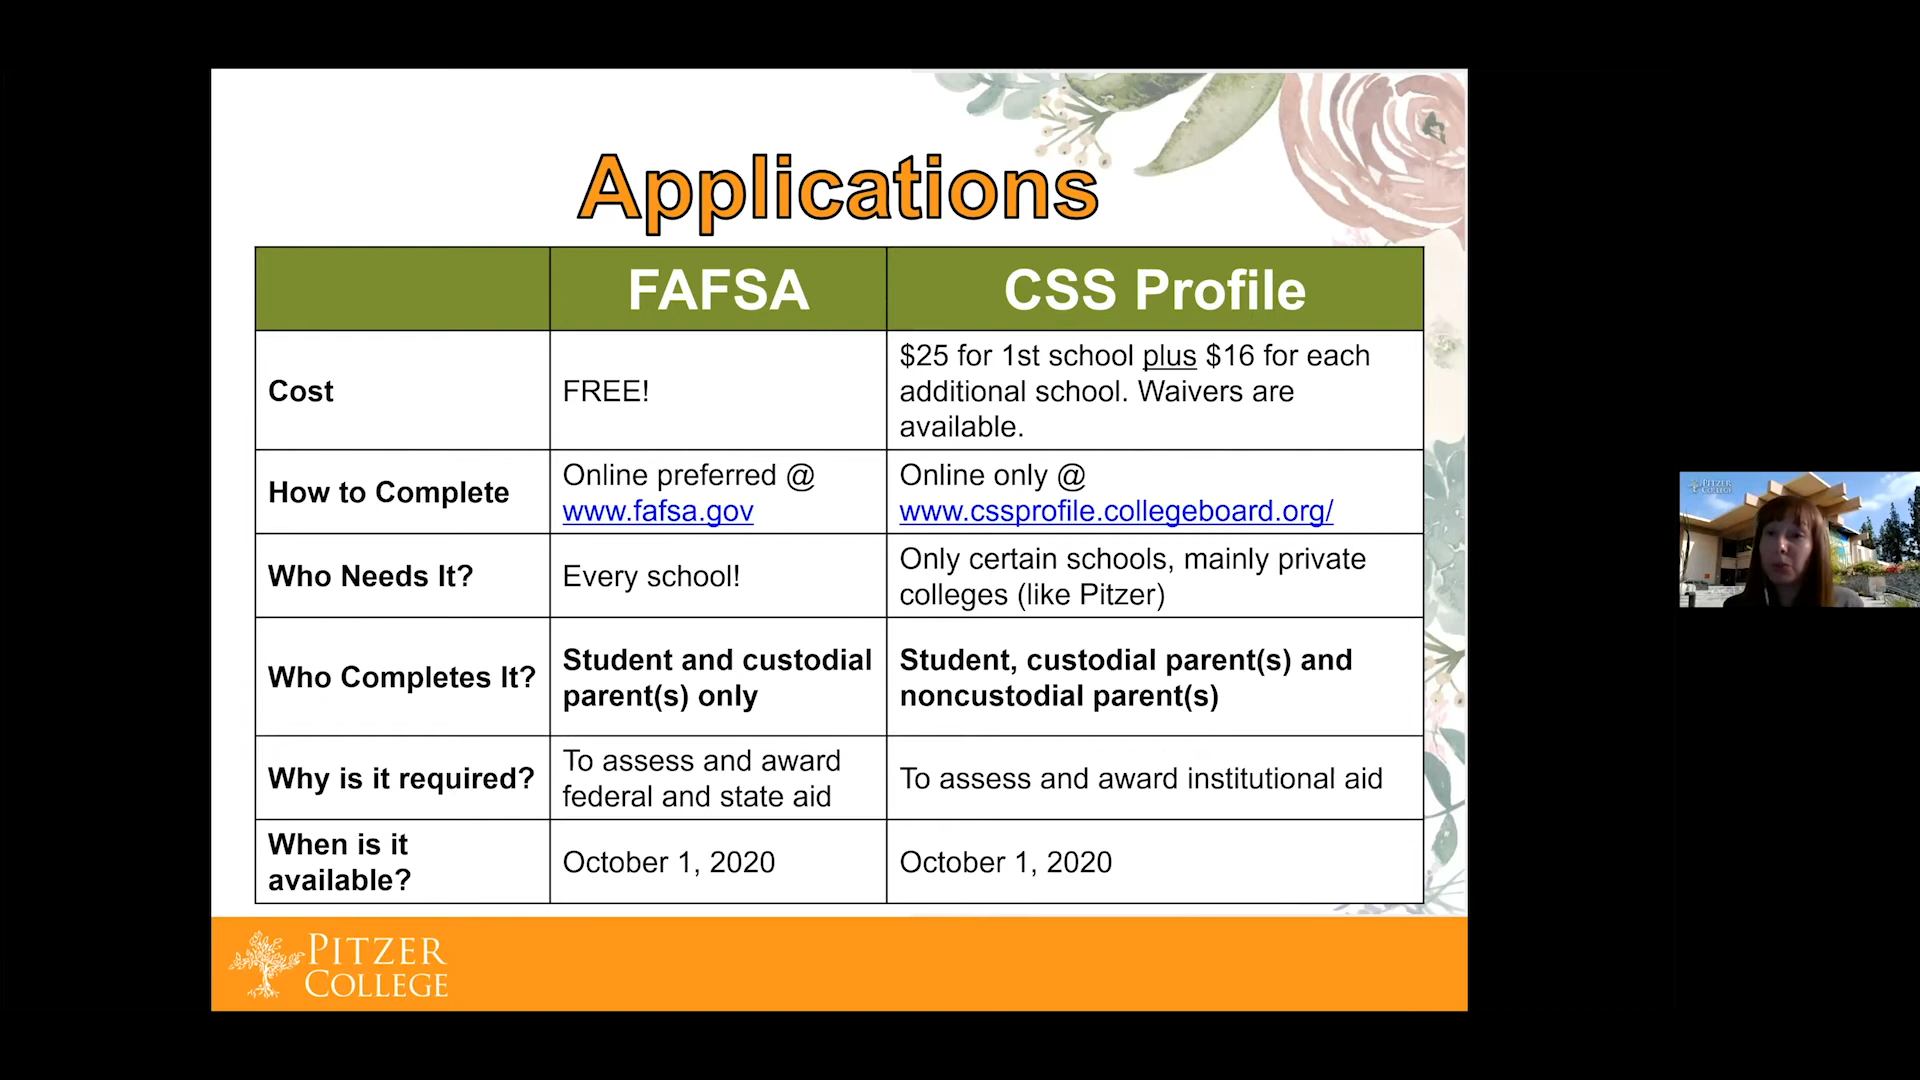 Applications
FAFSA
CSS Profile
Cost
FREE!
$25 for 1st school plus $16 for each
additional school. Waivers are
available.
How to Complete
Online preferred @
www.fafsa.gov
Online only @
www.cssprofile.collegeboard.org/
Who Needs It?
Every school!
Only certain schools, mainly private
colleges (like Pitzer)
Who Completes It?
Student and custodial
parent(s) only
Student, custodial parent(s) and
noncustodial parent(s)
Why is it required?
To assess and award
federal and state aid
To assess and award institutional aid
When is it
available?
October 1, 2020
October 1, 2020
PITZER
COLLEGE
PITZER
COLLEGE